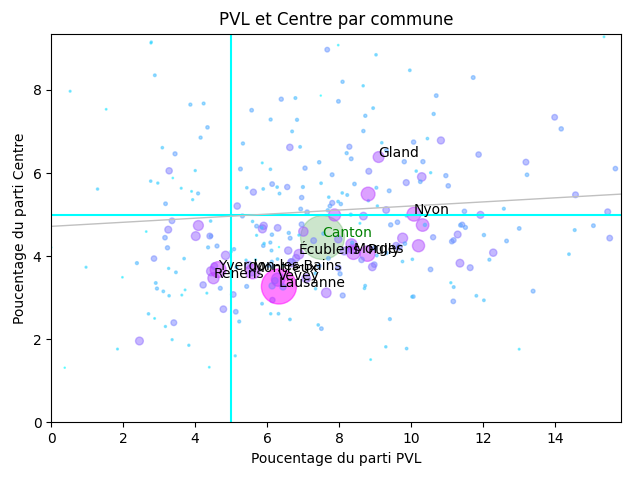 PVL et Centre par commune
Poucentage du parti Centre
8
6
4
2
0
Gland
Nyon
Canton
Écublens
Morges
Pully
Yverdon-les-Bains
Montreux
Renens
Vevey
Lausanne
0 2 4 6 8 10 12 14
Poucentage du parti PVL